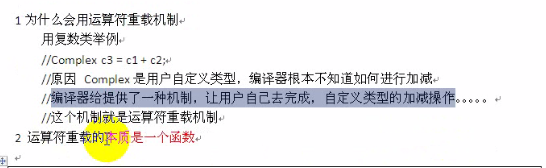 1 为什么会用运算符重载机制
用复数类举例
//Complex c3 = c1 + c2;
//原因 Complex 是用户自定义类型，编译器根本不知道如何进行加减
//编译器给提供了一种机制，让用户自己去完成，自定义类型的加减操作。。。。。
//这个机制就是运算符重载机制
2 运算符重载的本质是一个函数